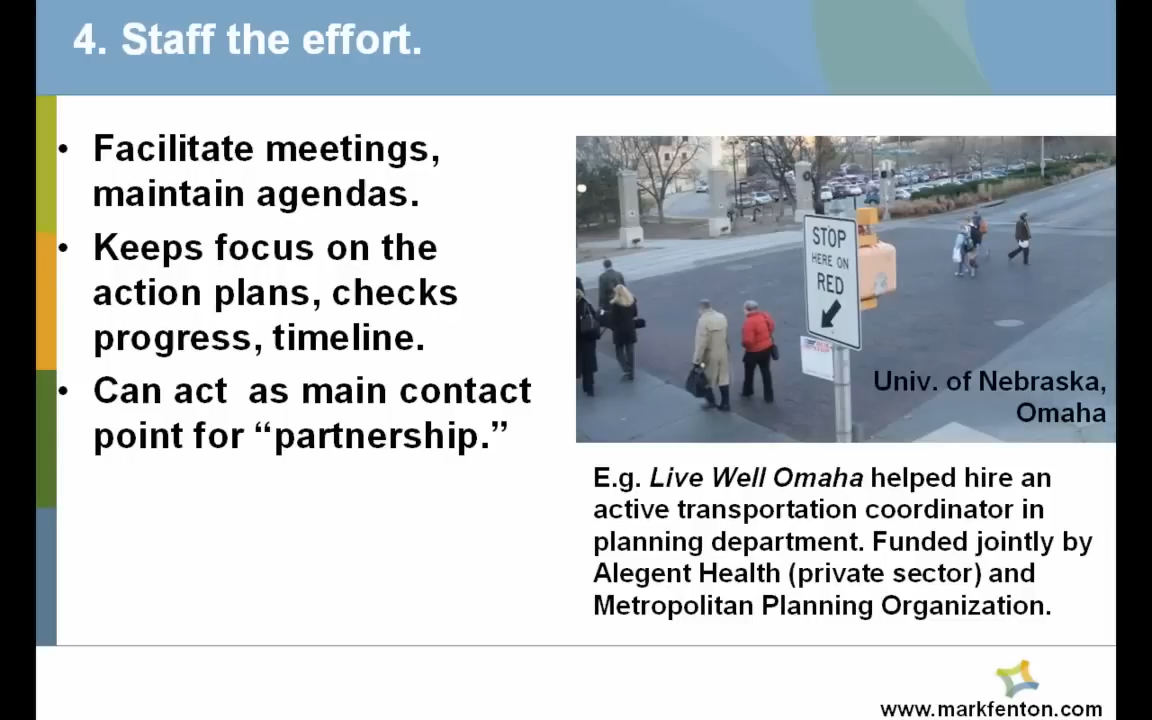 4. Staff the effort.
• Facilitate meetings,
maintain agendas.
• Keeps focus on the
action plans, checks
progress, timeline.
• Can act  as main contact
point for “partnership.”
STOP
HERE ON
RED
Univ. of Nebraska,
Omaha
E.g. Live Well Omaha helped hire an
active transportation coordinator in
planning department. Funded jointly by
Alegent Health (private sector) and
Metropolitan Planning Organization.
www.markfenton.com